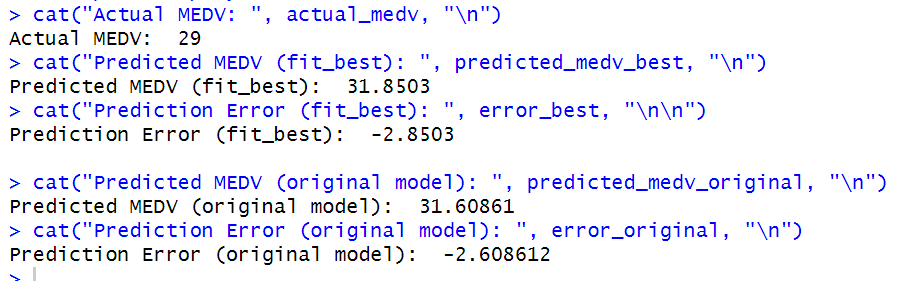 > cat("Actual MEDV: ", actual_medv, "\n")
Actual MEDV:  29
> cat("Predicted MEDV (fit_best): ", predicted_medv_best, "\n")
Predicted MEDV (fit_best):  31.8503
> cat("Prediction Error (fit_best): ", error_best, "\n\n")
Prediction Error (fit_best):  -2.8503

> cat("Predicted MEDV (original model): ", predicted_medv_original, "\n")
Predicted MEDV (original model):  31.60861
> cat("Prediction Error (original model): ", error_original, "\n")
Prediction Error (original model):  -2.608612
>